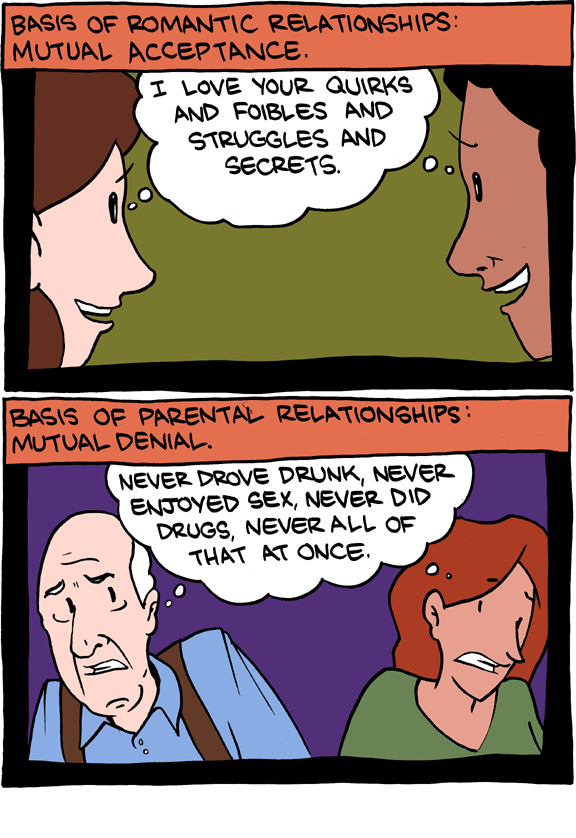 BASIS OF ROMANTIC RELATIONSHIPS:
MUTUAL ACCEPTANCE.
I LOVE YOUR QUIRKS
AND FOIBLES AND
STRUGGLES AND
SECRETS.
BASIS OF PARENTAL RELATIONSHIPS:
MUTUAL DENIAL.
NEVER DROVE DRUNK, NEVER
ENJOYED SEX, NEVER DID
DRUGS, NEVER ALL OF
THAT AT ONCE.